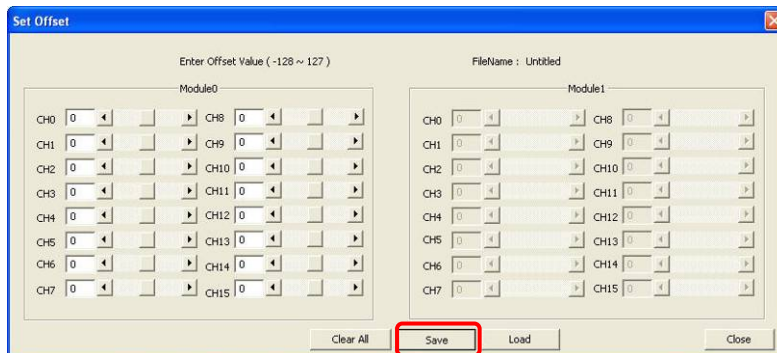 Set Offset
Enter Offset Value ( -128 ~ 127 )
FileName : Untitled
Module0
CH0 0 CH8 0
CH1 0 CH9 0
CH2 0 CH10 0
CH3 0 CH11 0
CH4 0 CH12 0
CH5 0 CH13 0
CH6 0 CH14 0
CH7 0 CH15 0
Module1
CH0 0 CH8 0
CH1 0 CH9 0
CH2 0 CH10 0
CH3 0 CH11 0
CH4 0 CH12 0
CH5 0 CH13 0
CH6 0 CH14 0
CH7 0 CH15 0
Clear All Save Load Close